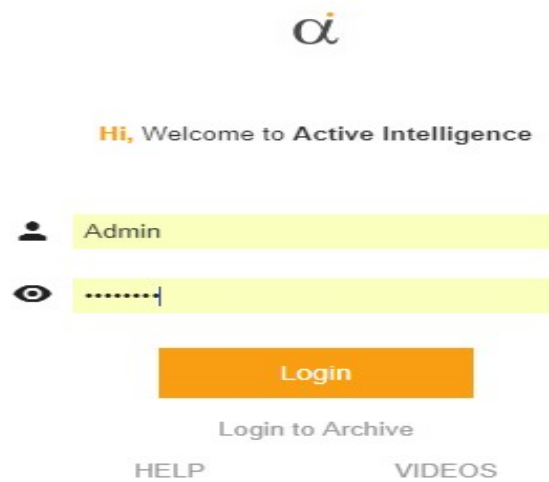 αi
Hi, Welcome to Active Intelligence
Admin
••••••••
Login
Login to Archive
HELP VIDEOS